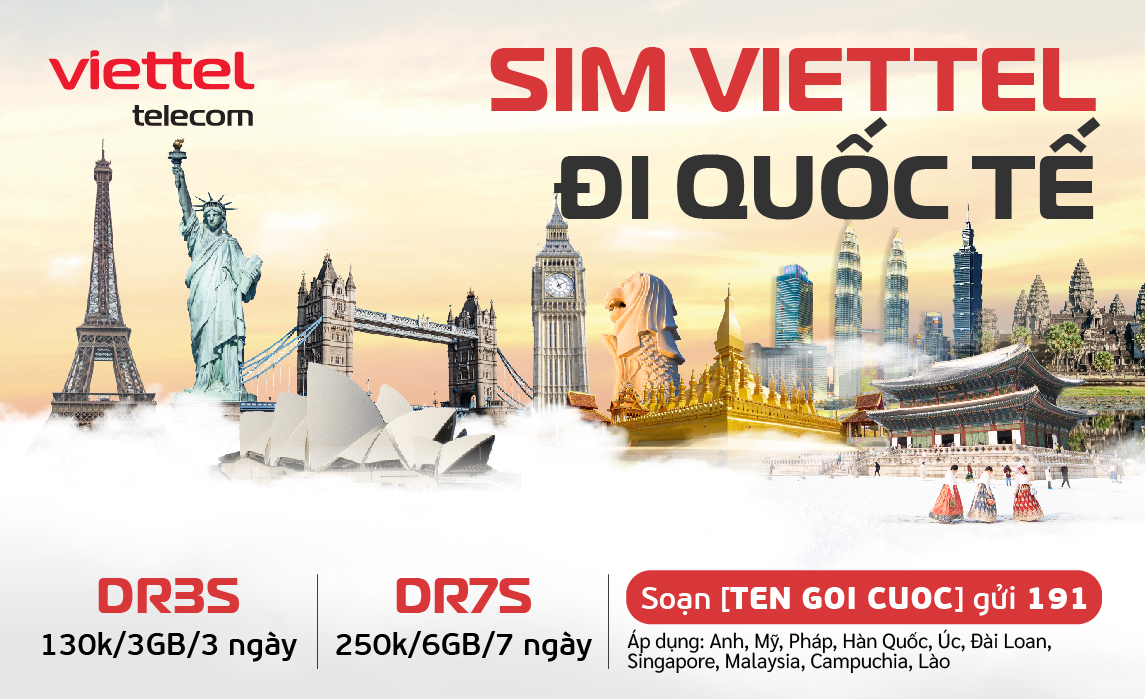 viettel
telecom
SIM VIETTEL
ĐI QUỐC TẾ
DR3S
130k/3GB/3 ngày
DR7S
250k/6GB/7 ngày
Soạn [TEN GOI CUOC] gửi 191
Áp dụng: Anh, Mỹ, Pháp, Hàn Quốc, Úc, Đài Loan,
Singapore, Malaysia, Campuchia, Lào